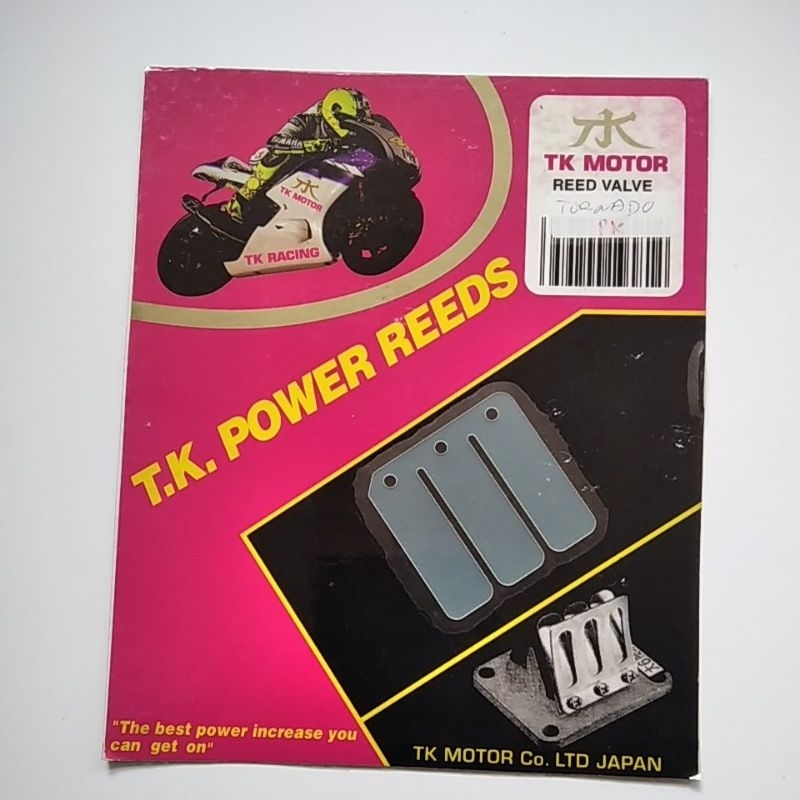 TK MOTOR
REED VALVE
TORNADO
YAMAHA
TK MOTOR
TK RACING
T.K. POWER REEDS
"The best power increase you
can get on"
TK MOTOR Co. LTD JAPAN